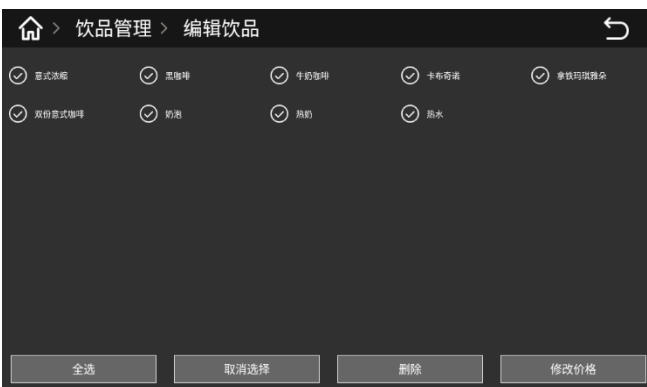 饮品管理 > 编辑饮品
意式浓缩 黑咖啡 牛奶咖啡 卡布奇诺 拿铁玛琪雅朵
双份意式咖啡 奶泡 热奶 热水
全选 取消选择 删除 修改价格